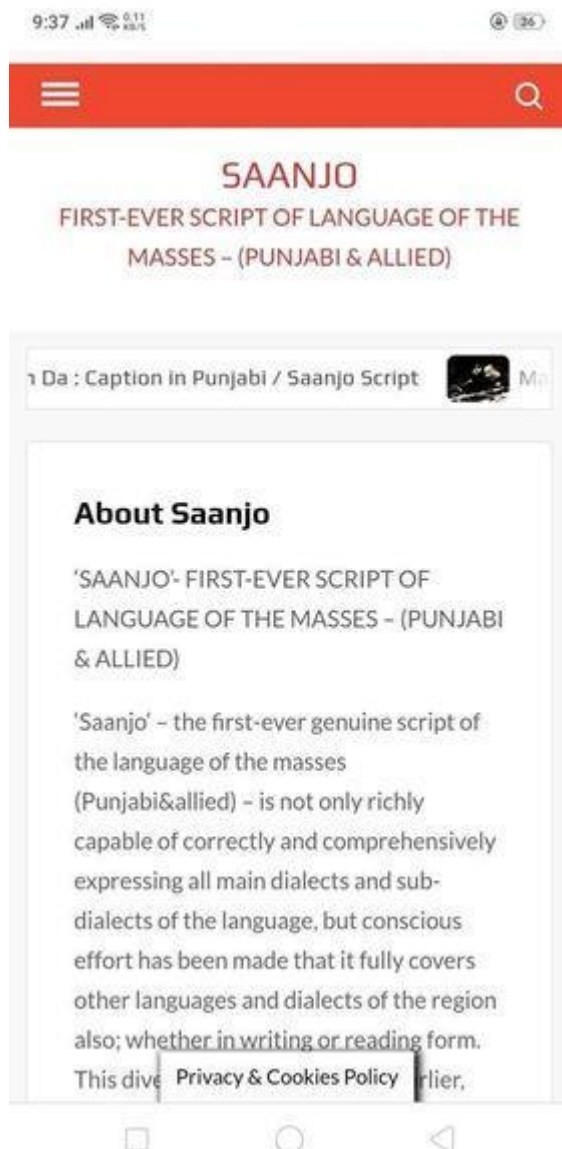 9:37
0.11
KB/S
36
SAANJO
FIRST-EVER SCRIPT OF LANGUAGE OF THE
MASSES – (PUNJABI & ALLIED)
Da : Caption in Punjabi / Saanjo Script
About Saanjo
‘SAANJO’- FIRST-EVER SCRIPT OF
LANGUAGE OF THE MASSES – (PUNJABI
& ALLIED)
‘Saanjo’ – the first-ever genuine script of
the language of the masses
(Punjabi&allied) – is not only richly
capable of correctly and comprehensively
expressing all main dialects and sub-
dialects of the language, but conscious
effort has been made that it fully covers
other languages and dialects of the region
also; whether in writing or reading form.
This
Privacy & Cookies Policy